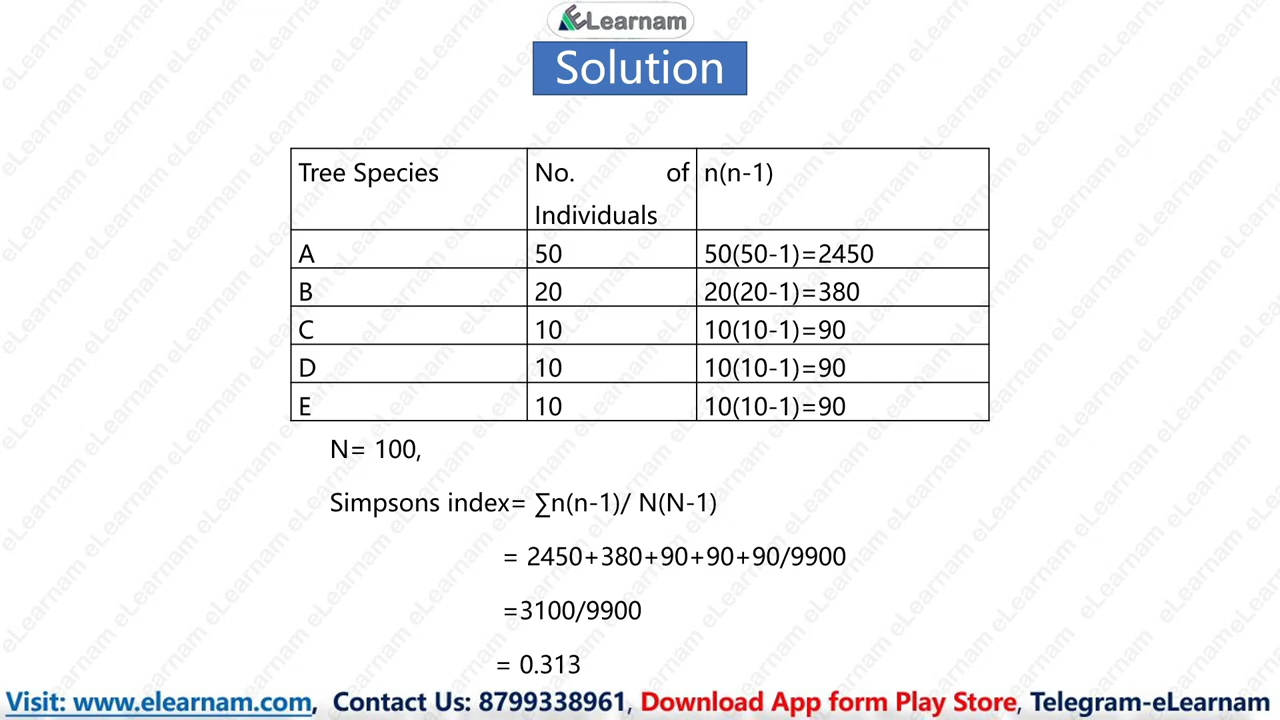 ELearnam
Solution
Tree Species No. of n(n-1)
Individuals
A 50 50(50-1)=2450
B 20 20(20-1)=380
C 10 10(10-1)=90
D 10 10(10-1)=90
E 10 10(10-1)=90
N= 100,
Simpsons index= ∑n(n-1)/ N(N-1)
= 2450+380+90+90+90/9900
=3100/9900
= 0.313
Visit: www.elearnam.com, Contact Us: 8799338961, Download App form Play Store, Telegram-eLearnam